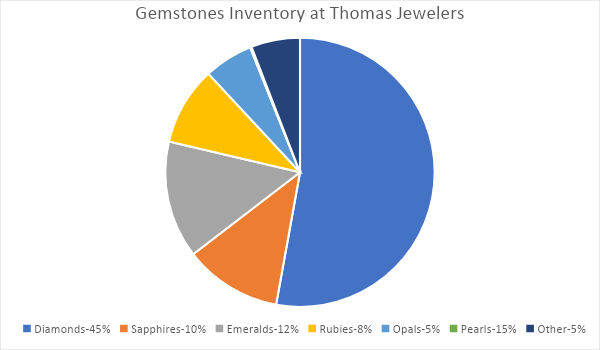 Gemstones Inventory at Thomas Jewelers
Diamonds-45% Sapphires-10% Emeralds-12% Rubies-8% Opals-5% Pearls-15% Other-5%